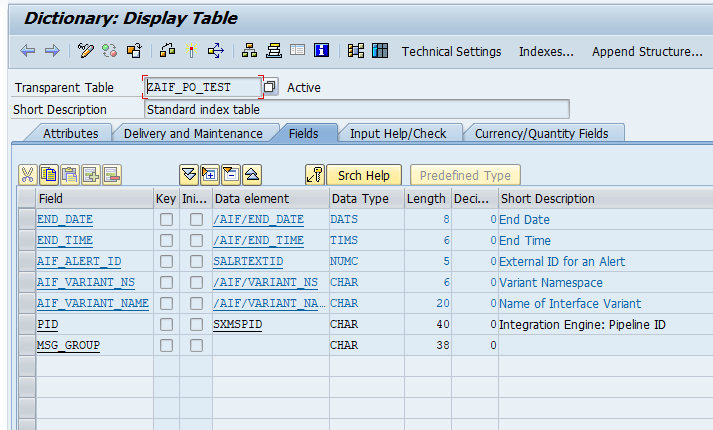 Dictionary: Display Table
Technical Settings Indexes... Append Structure...
Transparent Table ZAIF_PO_TEST Active
Short Description Standard index table
Attributes Delivery and Maintenance Fields Input Help/Check Currency/Quantity Fields
Srch Help Predefined Type
Field Key Ini... Data element Data Type Length Deci... Short Description
END_DATE /AIF/END_DATE DATS 8 0 End Date
END_TIME /AIF/END_TIME TIMS 6 0 End Time
AIF_ALERT_ID SALRTEXTID NUMC 5 0 External ID for an Alert
AIF_VARIANT_NS /AIF/VARIANT_NS CHAR 6 0 Variant Namespace
AIF_VARIANT_NAME /AIF/VARIANT_NA... CHAR 20 0 Name of Interface Variant
PID SXMSPID CHAR 40 0 Integration Engine: Pipeline ID
MSG_GROUP CHAR 38 0